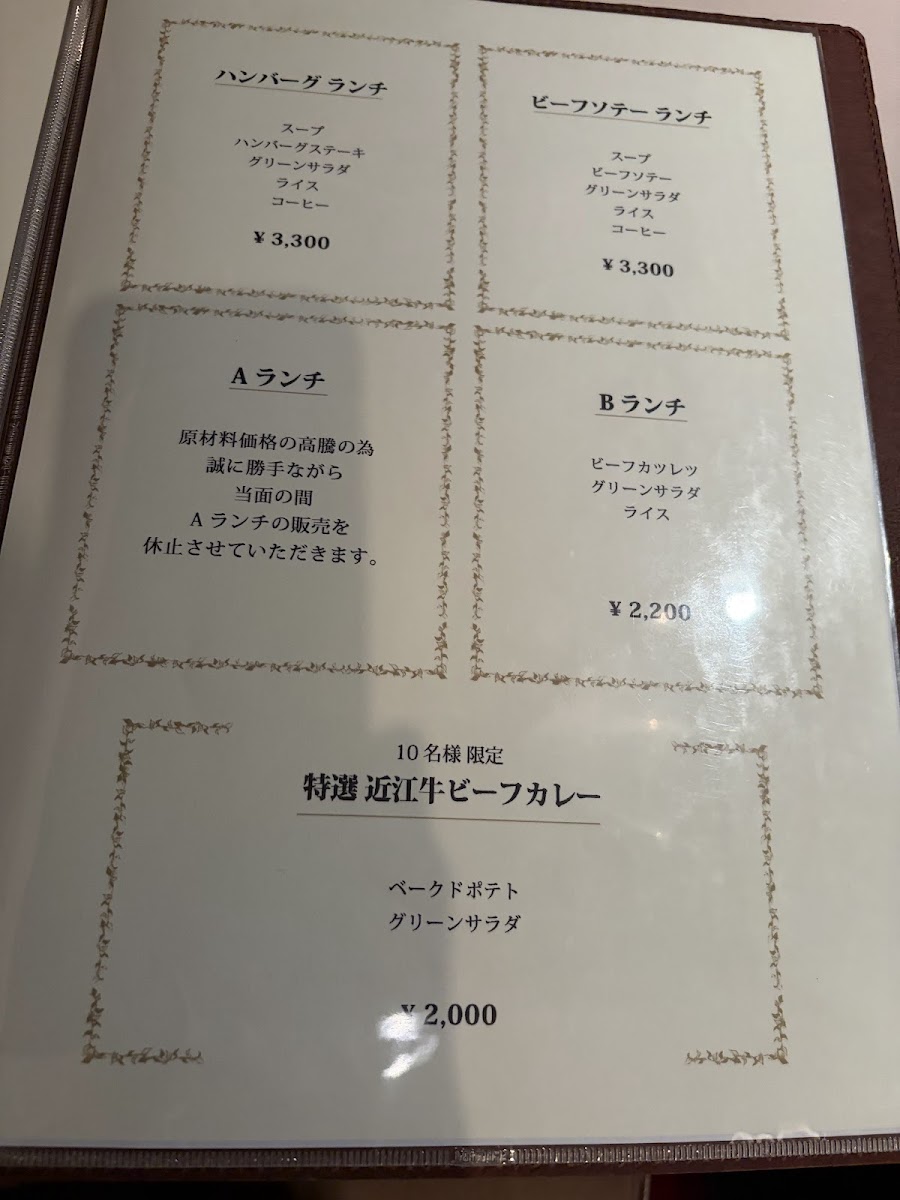 ハンバーグ ランチ
スープ
ハンバーグステーキ
グリーンサラダ
ライス
コーヒー
¥ 3,300
ビーフソテー ランチ
スープ
ビーフソテー
グリーンサラダ
ライス
コーヒー
¥ 3,300
A ランチ
原材料価格の高騰の為
誠に勝手ながら
当面の間
A ランチの販売を
休止させていただきます。
B ランチ
ビーフカツレツ
グリーンサラダ
ライス
¥ 2,200
10 名様 限定
特選 近江牛ビーフカレー
ベークドポテト
グリーンサラダ
¥ 2,000